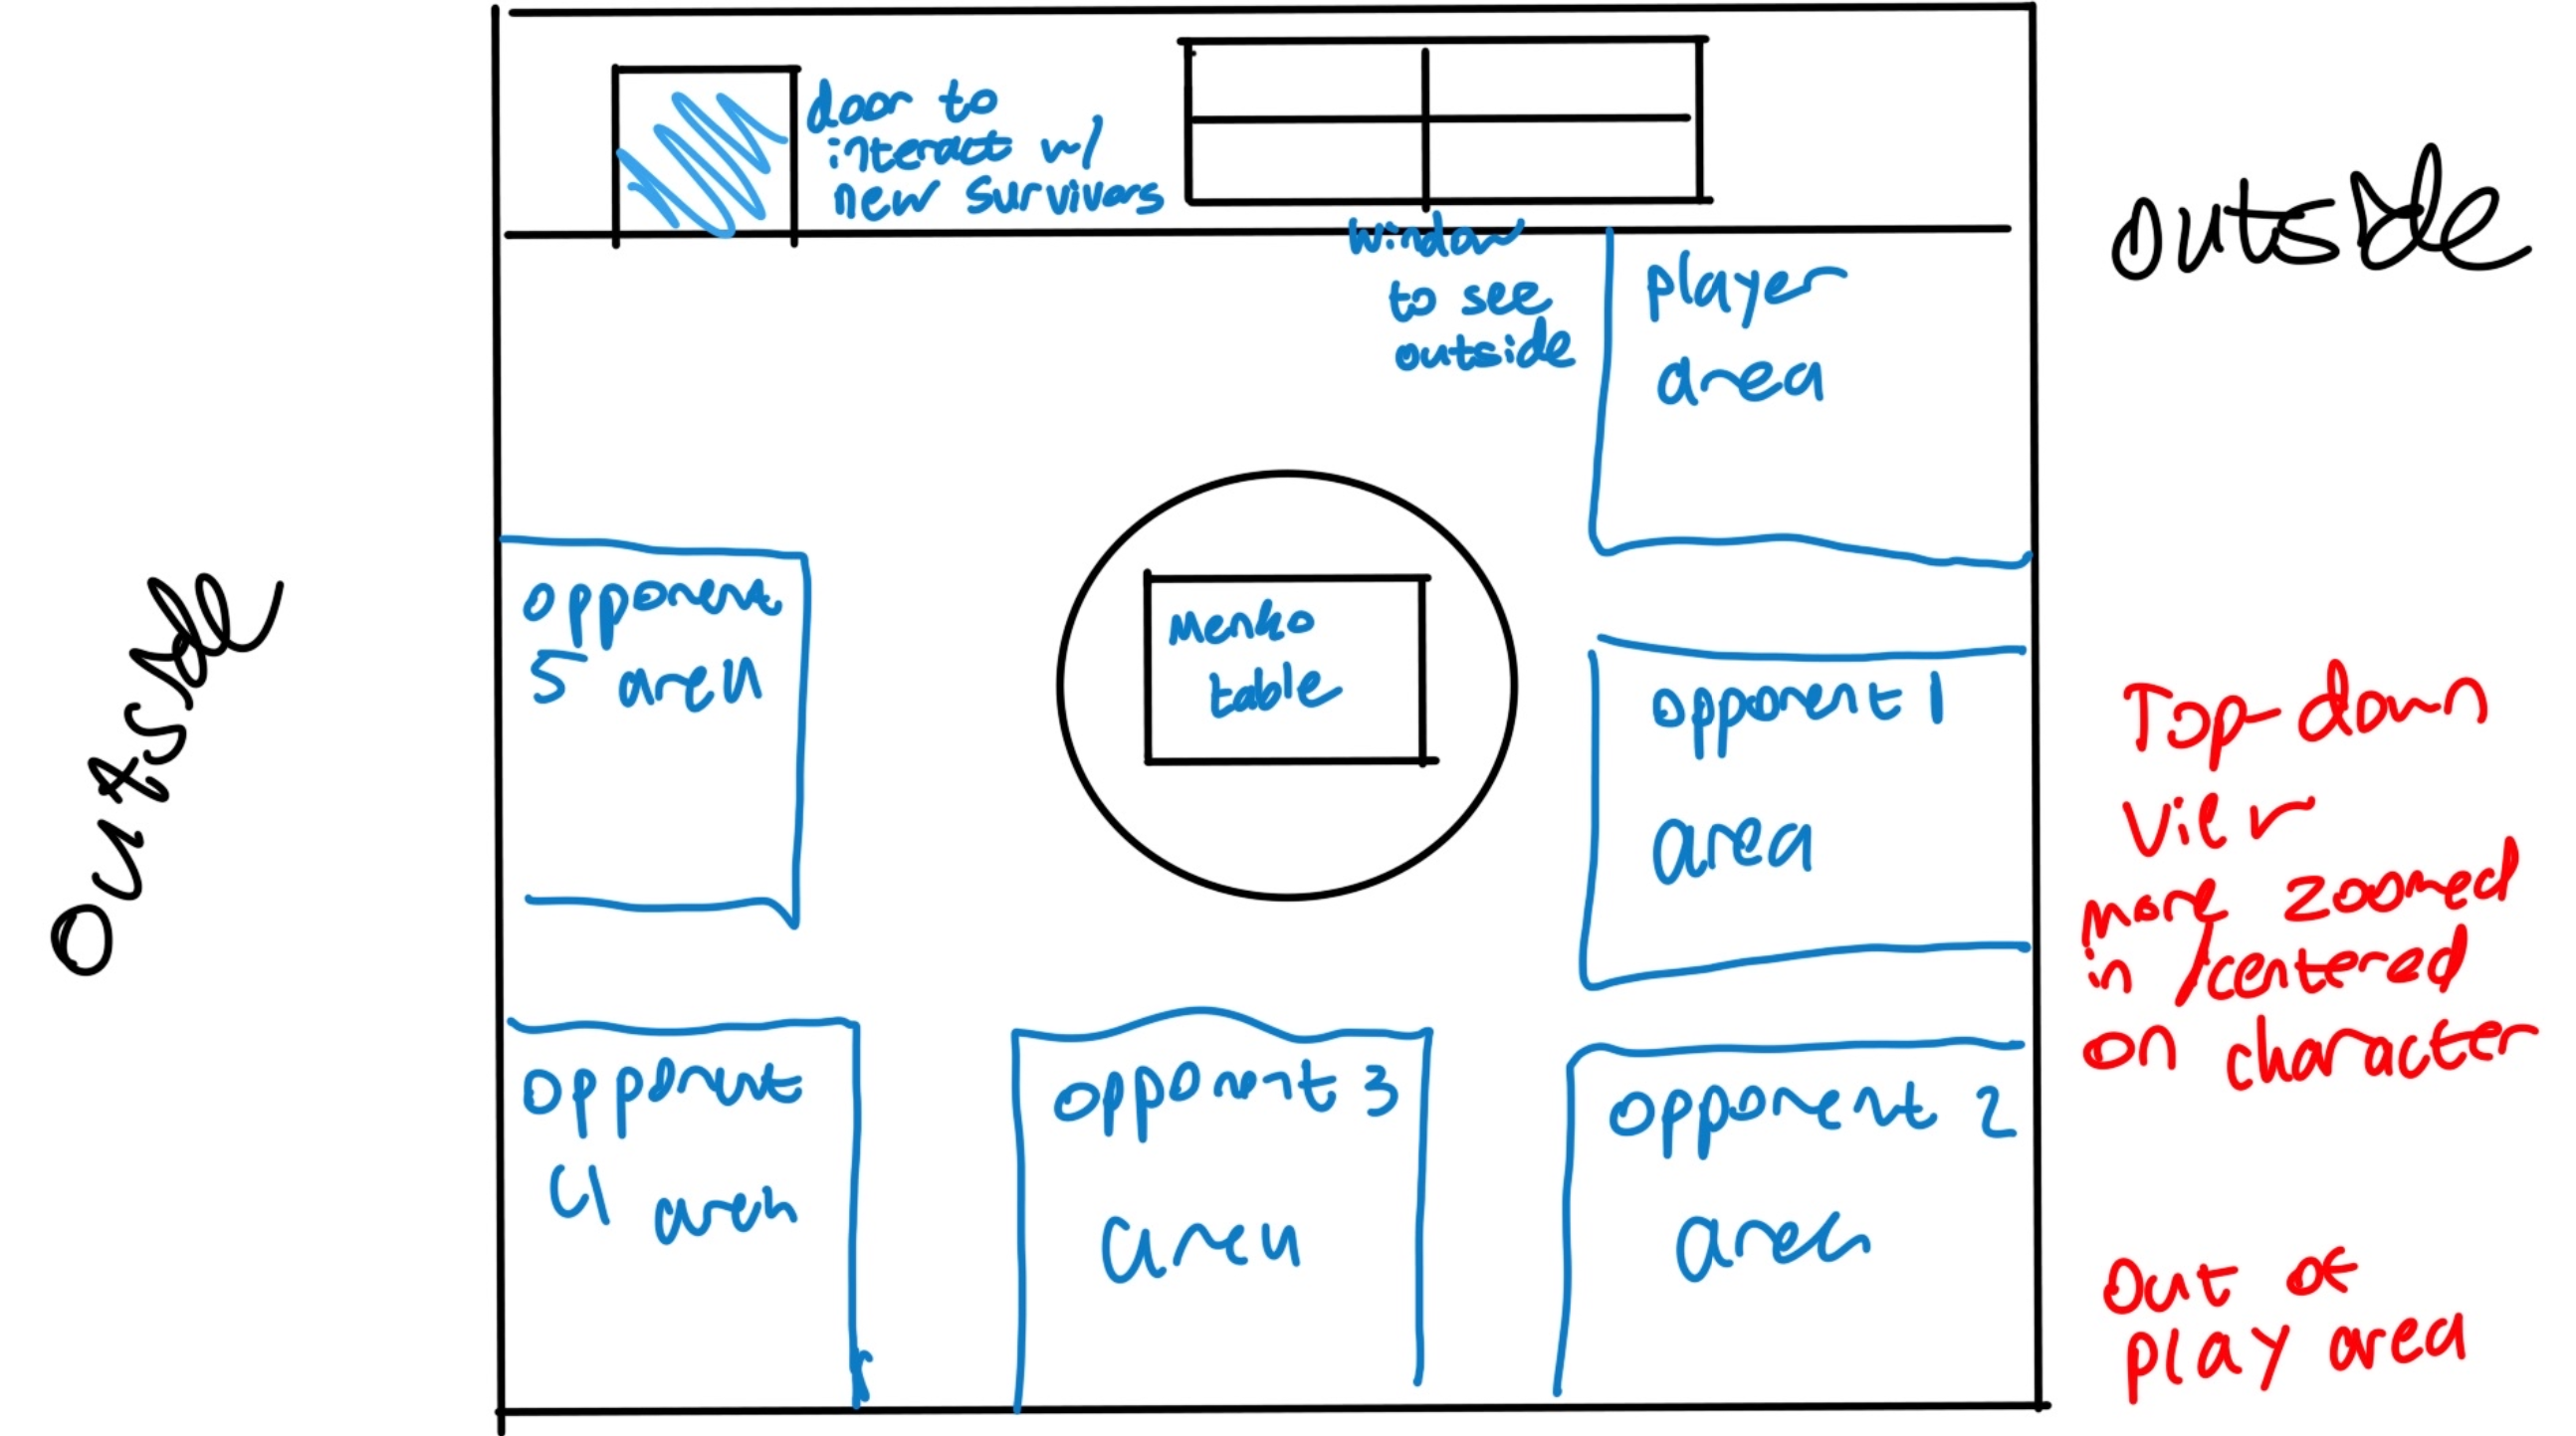 door to
interact w/
new survivors
window
to see
outside
player
area
outside
outside
opponent
5 area
Menko
table
opponent 1
area
Top-down
View
more zoomed
in/centered
on character
opponent
4 area
opponent 3
area
opponent 2
area
Out of
play area